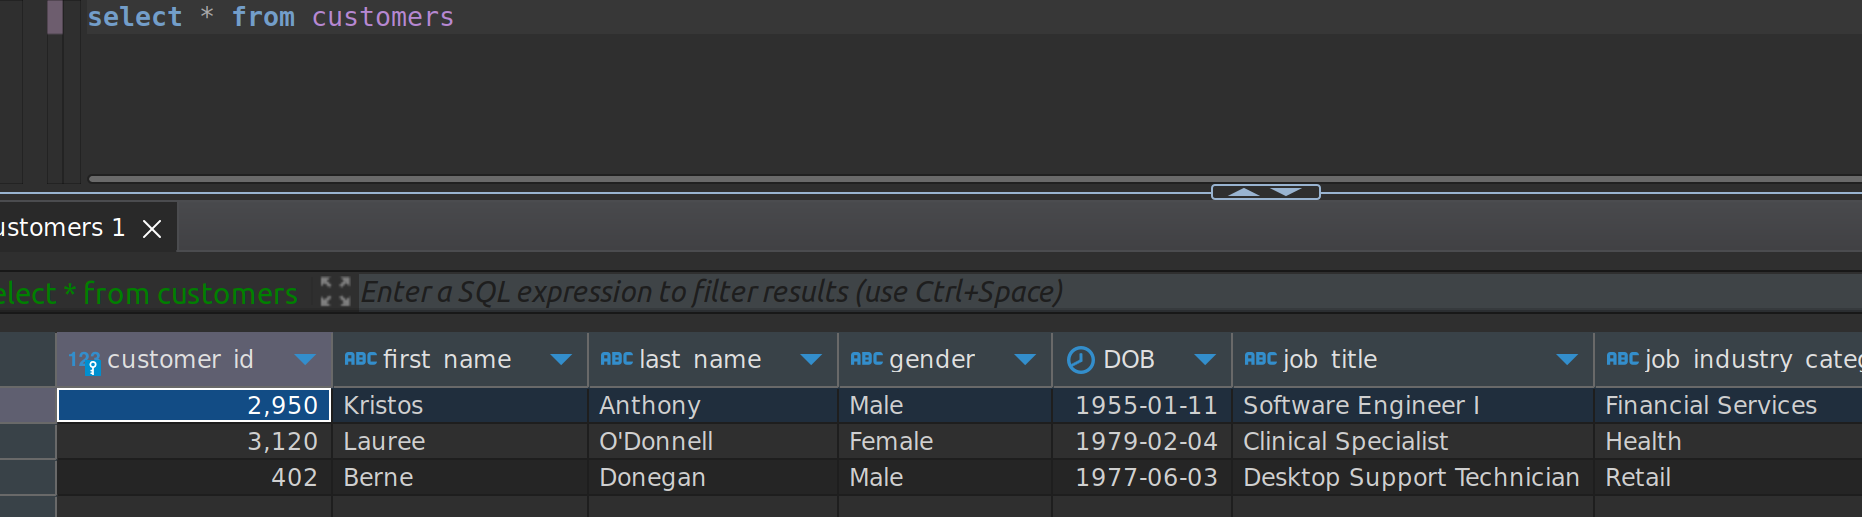 select * from customers
ustomers 1
elect * from customers Enter a SQL expression to filter results (use Ctrl+Space)
123 customer_id ABC first_name ABC last_name ABC gender DOB ABC job_title ABC job_industry_categ
2,950 Kristos Anthony Male 1955-01-11 Software Engineer I Financial Services
3,120 Lauree O'Donnell Female 1979-02-04 Clinical Specialist Health
402 Berne Donegan Male 1977-06-03 Desktop Support Technician Retail